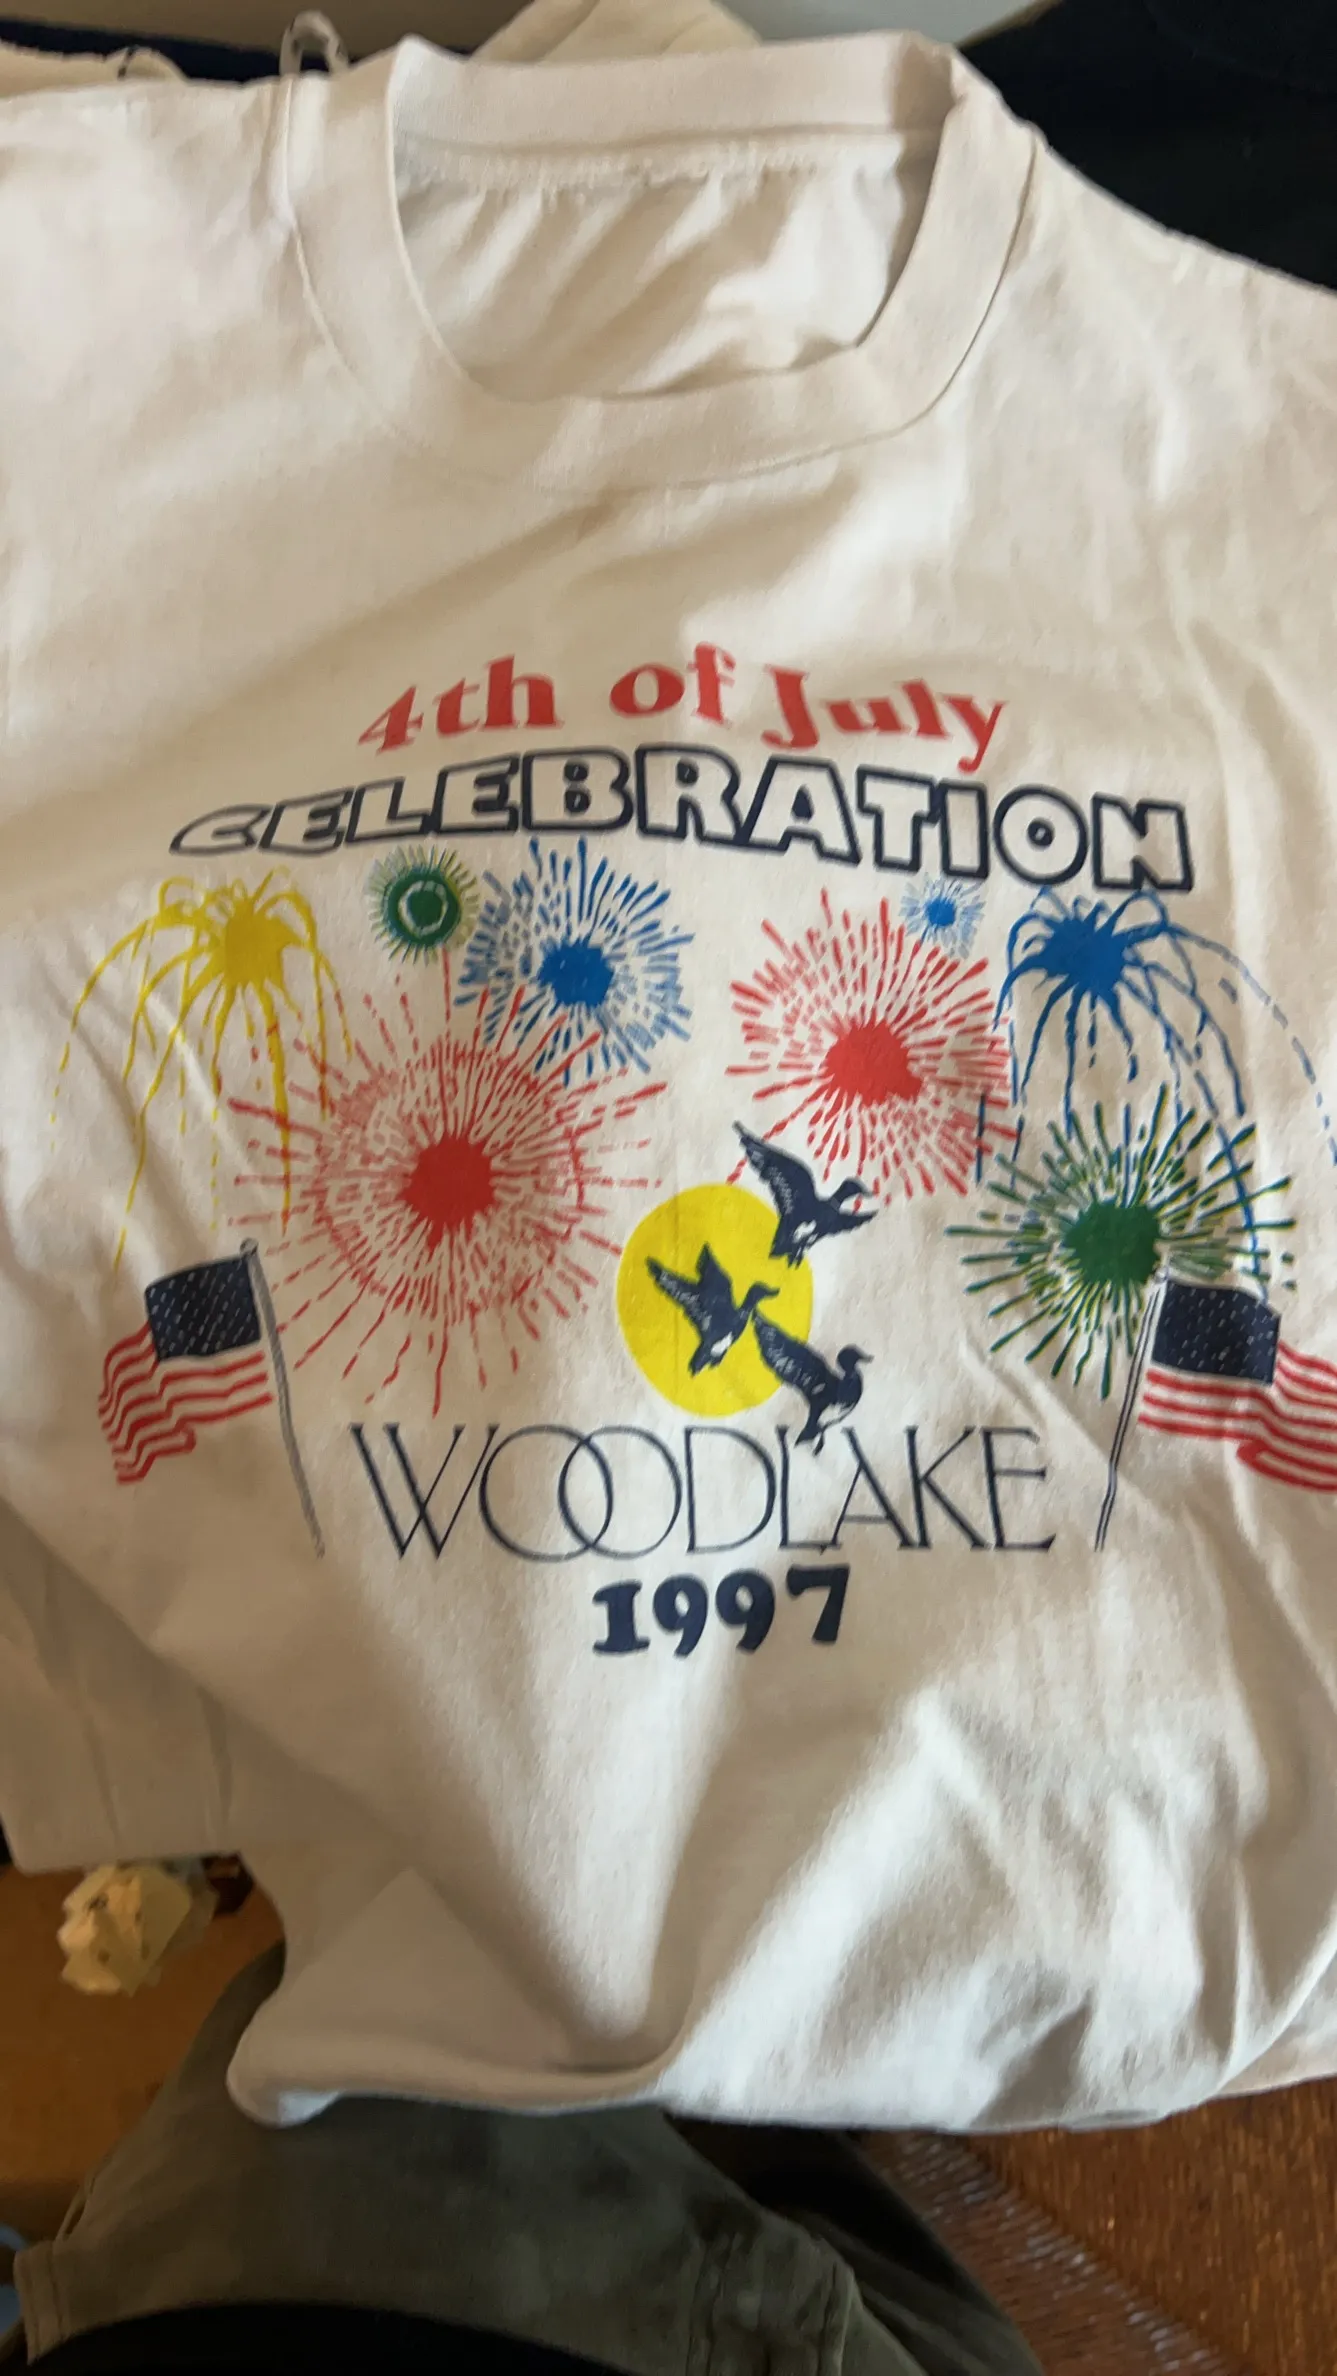 4th of July
CELEBRATION
WOODLAKE
1997